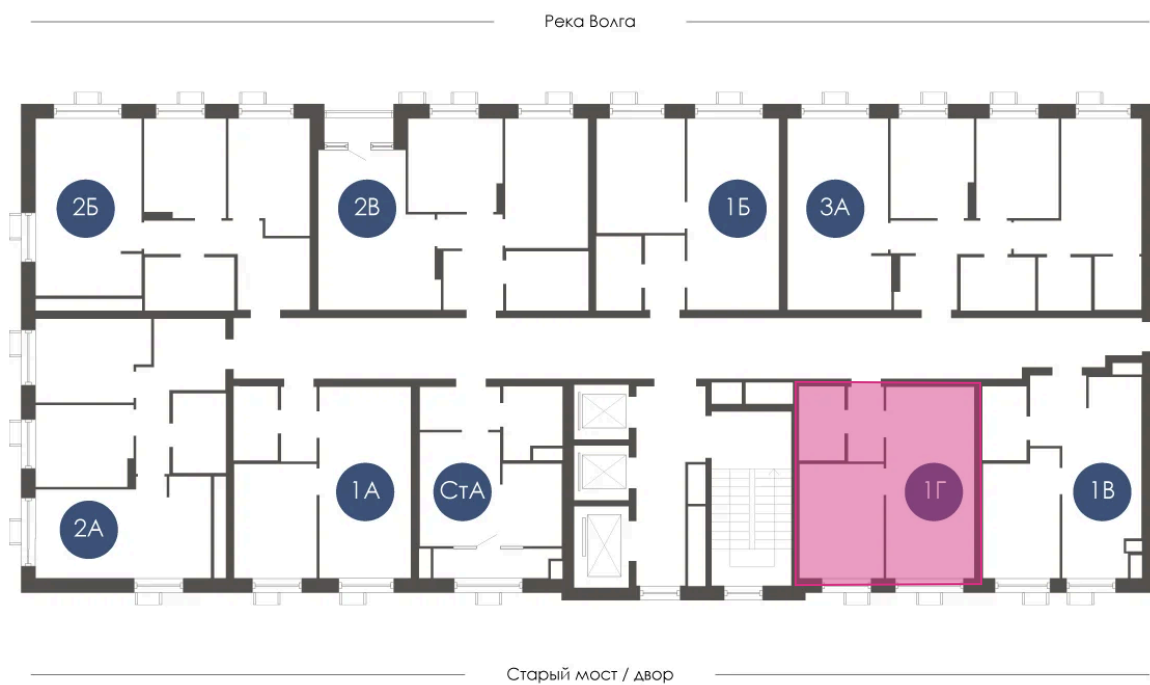 Река Волга
2Б
2В
1Б
3А
1А
СтА
1Г
1В
2А
Старый мост / двор